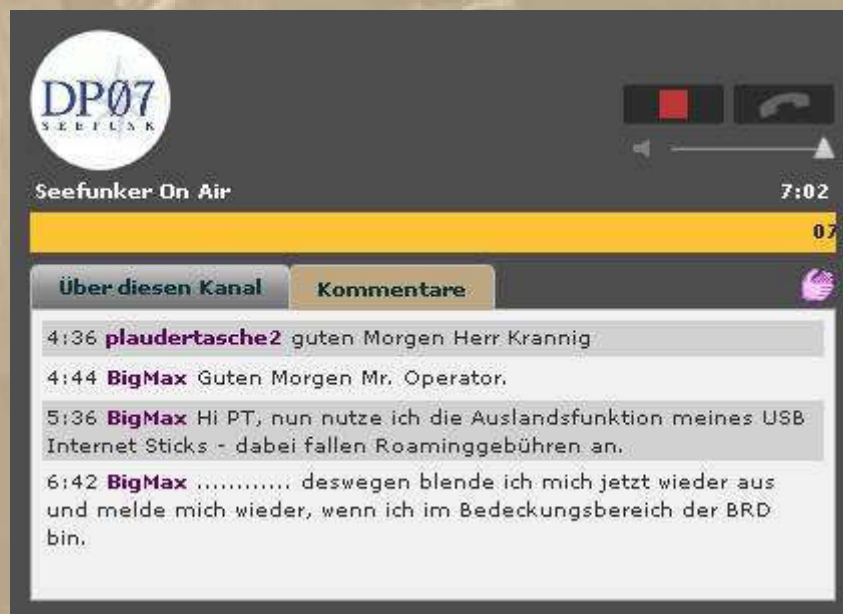 DP07
SEEFUNK
Seefunker On Air
7:02
07
Über diesen Kanal
Kommentare
4:36 plaudertasche2 guten Morgen Herr Krannig
4:44 BigMax Guten Morgen Mr. Operator.
5:36 BigMax Hi PT, nun nutze ich die Auslandsfunktion meines USB
Internet Sticks - dabei fallen Roaminggebühren an.
6:42 BigMax ............ deswegen blende ich mich jetzt wieder aus
und melde mich wieder, wenn ich im Bedeckungsbereich der BRD
bin.